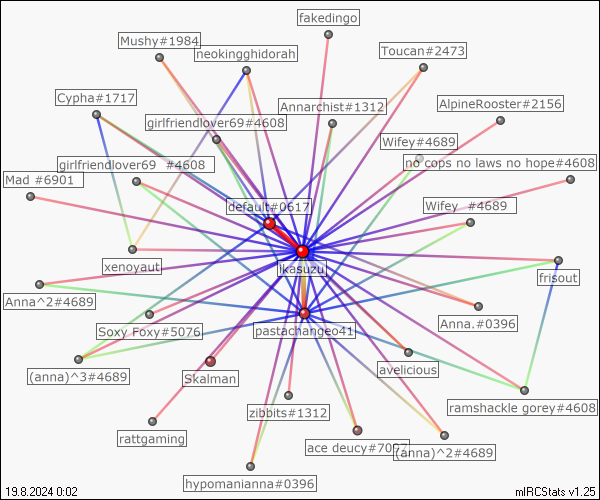 fakedingo
Mushy#1984
neokingghidorah
Toucan#2473
Cypha#1717
Annarchist#1312
AlpineRooster#2156
girlfriendlover69#4608
Wifey#4689
girlfriendlover69 #4608
no cops no laws no hope#4608
Mad #6901
default#0617
Wifey #4689
xenoyaut
ikasuzu
frisout
Anna^2#4689
Soxy Foxy#5076
pastachangeo41
Anna.#0396
(anna)^3#4689
Skalman
avelicious
zibbits#1312
ramshackle gorey#4608
rattgaming
ace deucy#7097
(anna)^2#4689
hypomanianna#0396
19.8.2024 0:02
mIRCStats v1.25